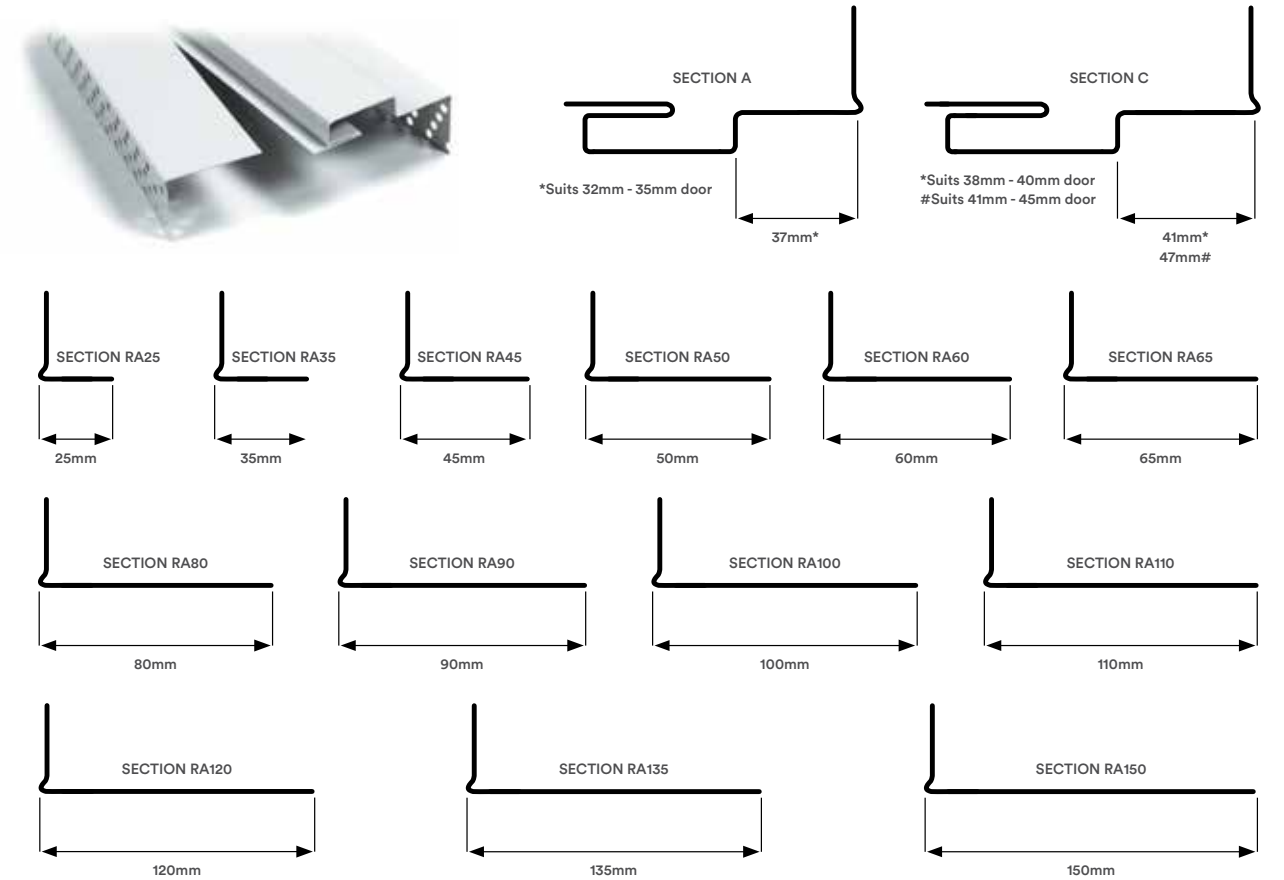 SECTION A
SECTION C
*Suits 32mm - 35mm door
*Suits 38mm - 40mm door
#Suits 41mm - 45mm door
37mm*
41mm*
47mm#
SECTION RA25
SECTION RA35
SECTION RA45
SECTION RA50
SECTION RA60
SECTION RA65
25mm
35mm
45mm
50mm
60mm
65mm
SECTION RA80
SECTION RA90
SECTION RA100
SECTION RA110
80mm
90mm
100mm
110mm
SECTION RA120
SECTION RA135
SECTION RA150
120mm
135mm
150mm